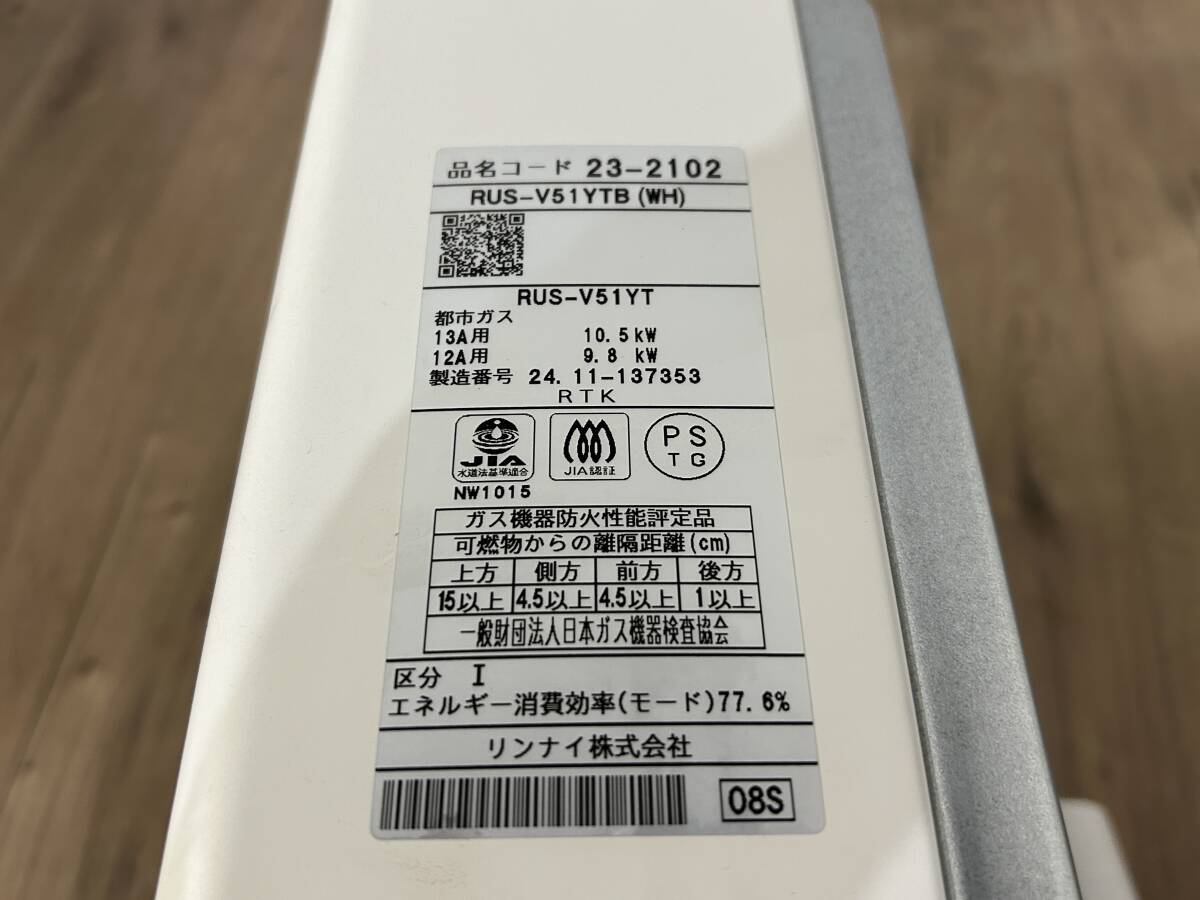 品名コード 23-2102
RUS-V51YTB(WH)
RUS-V51YT
都市ガス
13A用 10.5kW
12A用 9.8 kW
製造番号 24.11-137353
RTK
JIA
水道法基準適合
NW1015
JIA認証
PS
TG
ガス機器防火性能評定品
可燃物からの離隔距離(cm)
上方 側方 前方 後方
15以上 4.5以上 4.5以上 1以上
一般財団法人日本ガス機器検査協会
区分 I
エネルギー消費効率(モード)77.6%
リンナイ株式会社
08S